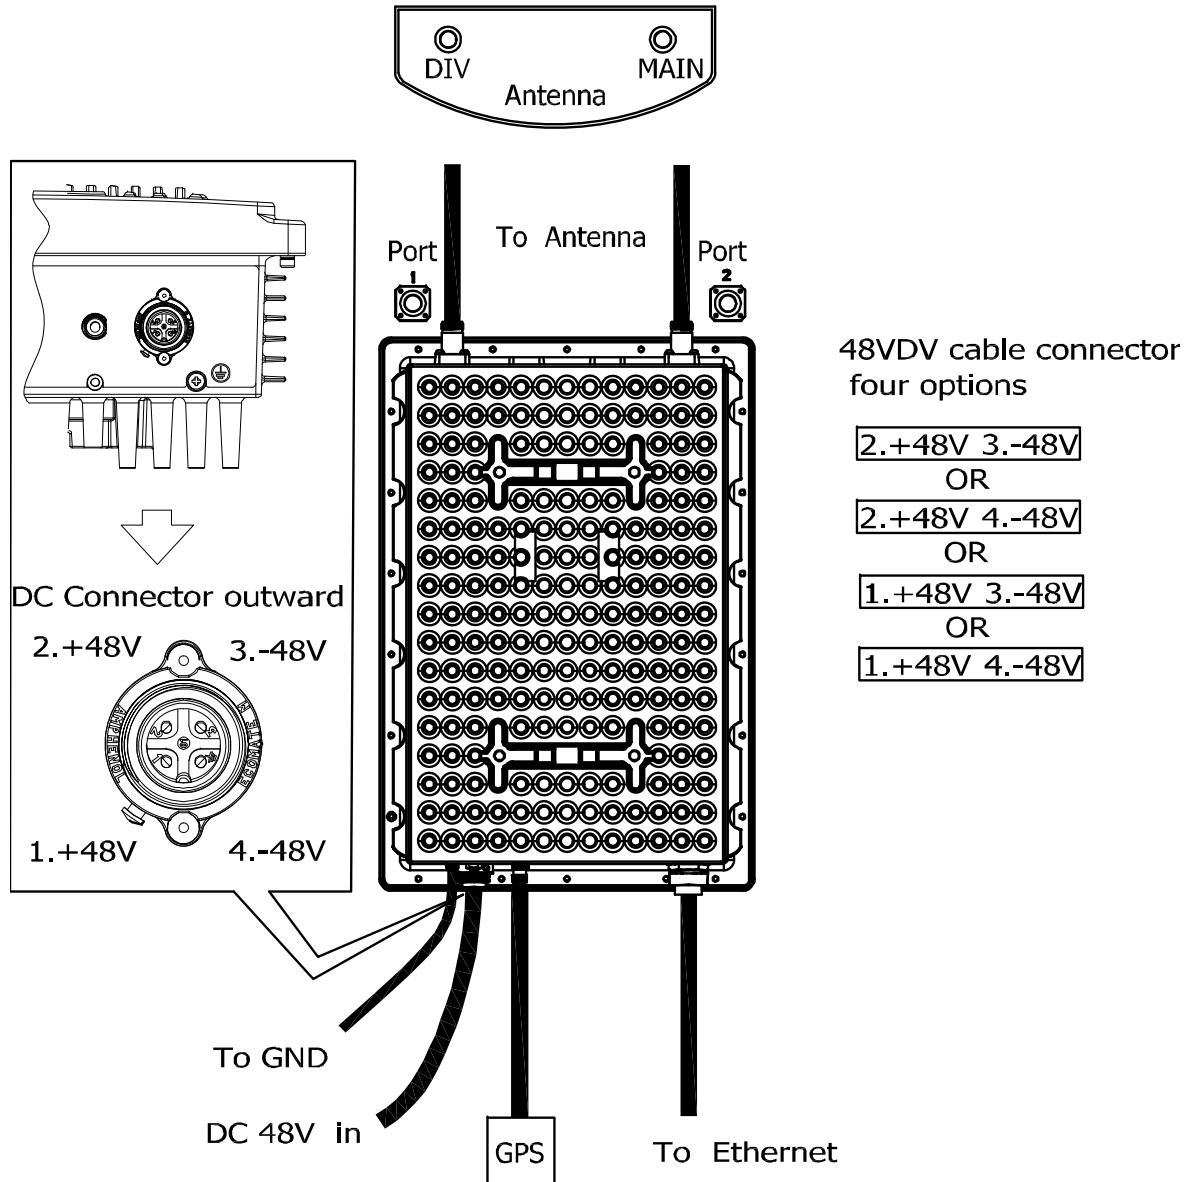 DIV
MAIN
Antenna
To Antenna
Port
1
Port
2
48VDV cable connector
four options
2.+48V 3.-48V
OR
2.+48V 4.-48V
OR
1.+48V 3.-48V
OR
1.+48V 4.-48V
DC Connector outward
2.+48V
3.-48V
AMPHENOL
ECOMATE
1.+48V
4.-48V
To GND
DC 48V in
GPS
To Ethernet